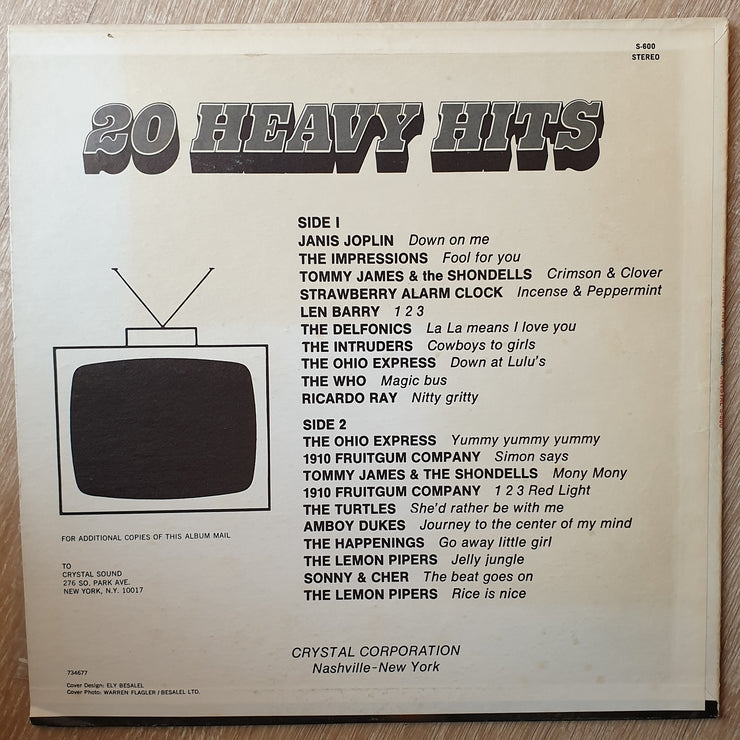 S-600
STEREO
20 HEAVY HITS
SIDE I
JANIS JOPLIN Down on me
THE IMPRESSIONS Fool for you
TOMMY JAMES & the SHONDELLS Crimson & Clover
STRAWBERRY ALARM CLOCK Incense & Peppermint
LEN BARRY 1 2 3
THE DELFONICS La La means I love you
THE INTRUDERS Cowboys to girls
THE OHIO EXPRESS Down at Lulu's
THE WHO Magic bus
RICARDO RAY Nitty gritty
SIDE 2
THE OHIO EXPRESS Yummy yummy yummy
1910 FRUITGUM COMPANY Simon says
TOMMY JAMES & THE SHONDELLS Mony Mony
1910 FRUITGUM COMPANY 1 2 3 Red Light
THE TURTLES She'd rather be with me
AMBOY DUKES Journey to the center of my mind
THE HAPPENINGS Go away little girl
THE LEMON PIPERS Jelly jungle
SONNY & CHER The beat goes on
THE LEMON PIPERS Rice is nice
FOR ADDITIONAL COPIES OF THIS ALBUM MAIL
TO
CRYSTAL SOUND
276 SO. PARK AVE.
NEW YORK, N.Y. 10017
CRYSTAL CORPORATION
Nashville-New York
734677
Cover Design: ELY BESALEL
Cover Photo: WARREN FLAGLER / BESALEL LTD.